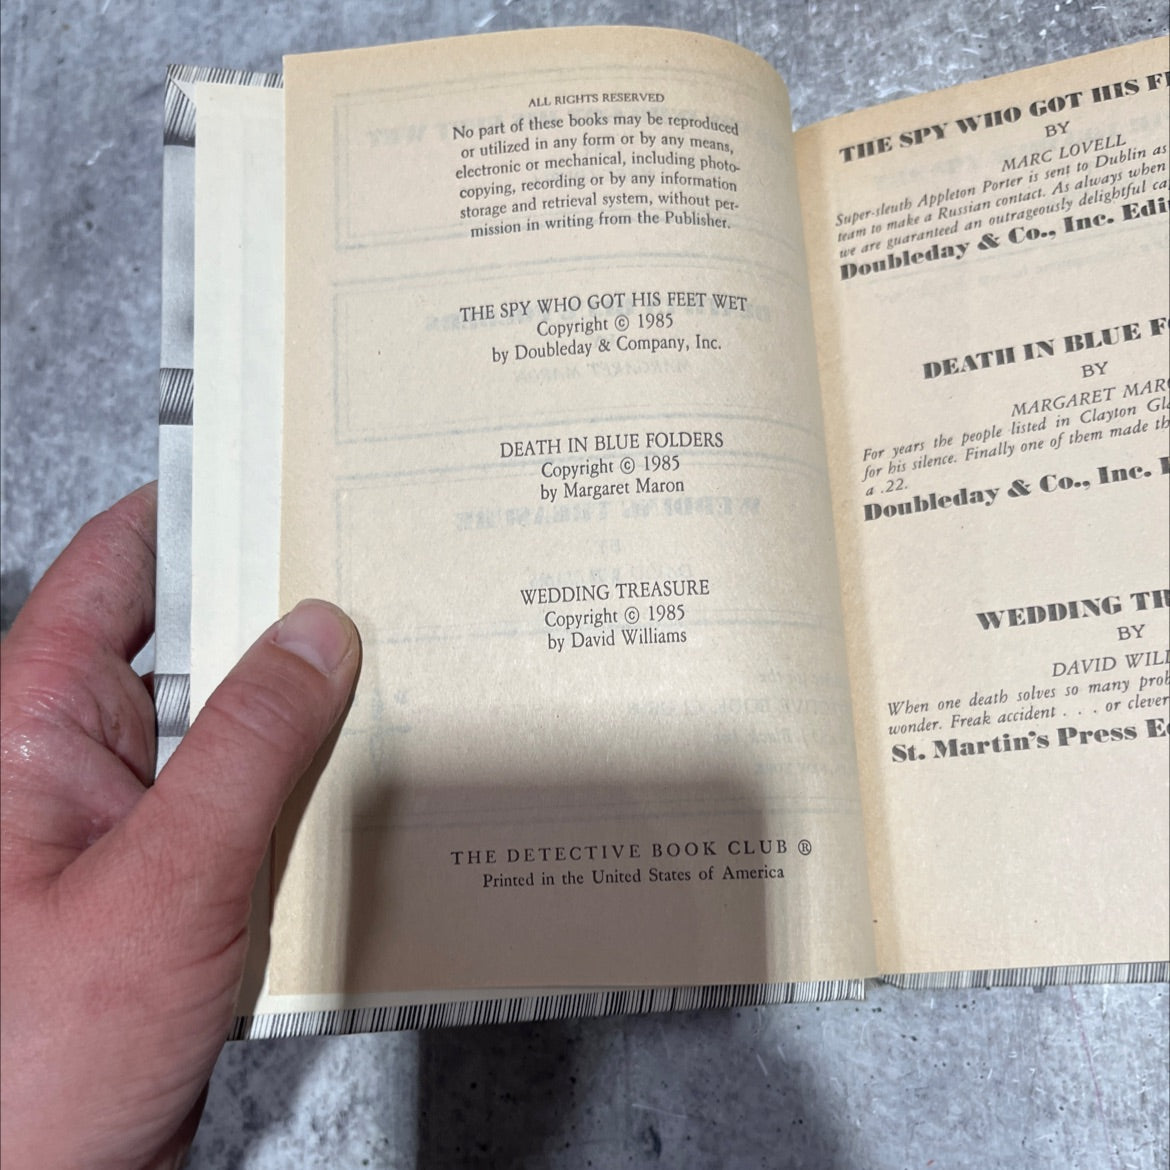 ALL RIGHTS RESERVED
No part of these books may be reproduced
or utilized in any form or by any means,
electronic or mechanical, including photo-
copying, recording or by any information
storage and retrieval system, without per-
mission in writing from the Publisher.
THE SPY WHO GOT HIS FEET WET
Copyright © 1985
by Doubleday & Company, Inc.
DEATH IN BLUE FOLDERS
Copyright © 1985
by Margaret Maron
WEDDING TREASURE
Copyright © 1985
by David Williams
THE DETECTIVE BOOK CLUB ®
Printed in the United States of America
THE SPY WHO GOT HIS
BY
MARC LOVELL
Super-sleuth Appleton Porter is sent to Dublin as
team to make a Russian contact. As always when
we are guaranteed an outrageously delightful
Doubleday & Co., Inc.
DEATH IN BLUE
BY
MARGARET
For years the people listed in Clayton
for his silence. Finally one of them made
a .22.
Doubleday & Co., Inc.
WEDDING
BY
DAVID
When one death solves so many
wonder. Freak accident . . . or clever
St. Martin's Press